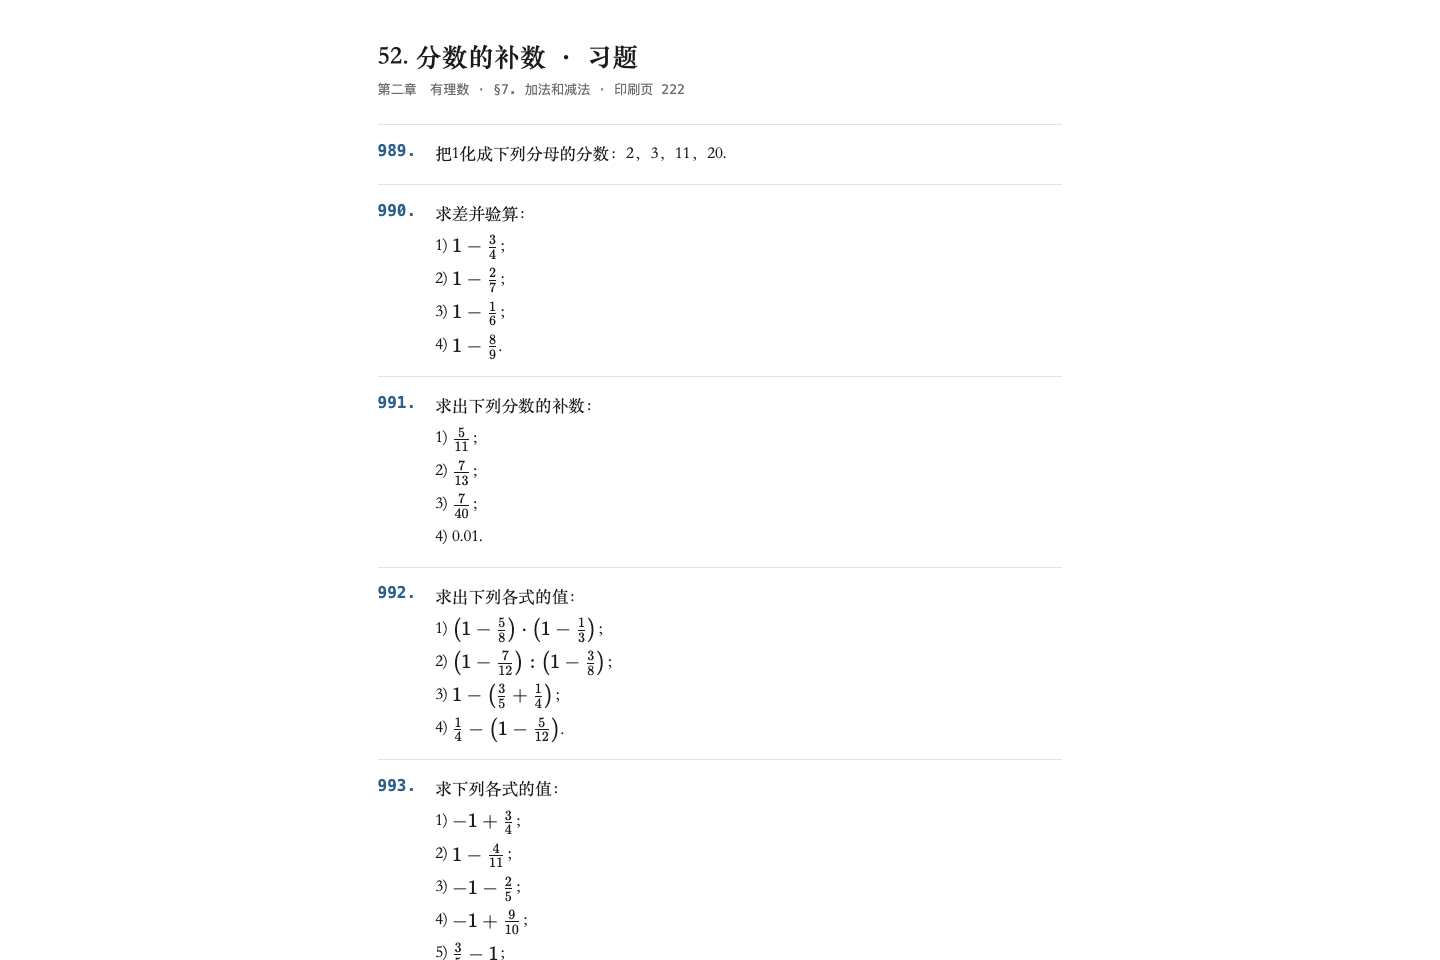 52. 分数的补数 · 习题
第二章 有理数 · §7. 加法和减法 · 印刷页 222
989. 把1化成下列分母的分数：2，3，11，20.
990. 求差并验算：
1) 1 − 3/4；
2) 1 − 2/7；
3) 1 − 1/6；
4) 1 − 8/9.
991. 求出下列分数的补数：
1) 5/11；
2) 7/13；
3) 7/40；
4) 0.01.
992. 求出下列各式的值：
1) (1 − 5/8) · (1 − 1/3)；
2) (1 − 7/12) : (1 − 3/8)；
3) 1 − (3/5 + 1/4)；
4) 1/4 − (1 − 5/12).
993. 求下列各式的值：
1) −1 + 3/4；
2) 1 − 4/11；
3) −1 − 2/5；
4) −1 + 9/10；
5) 3/5 − 1；